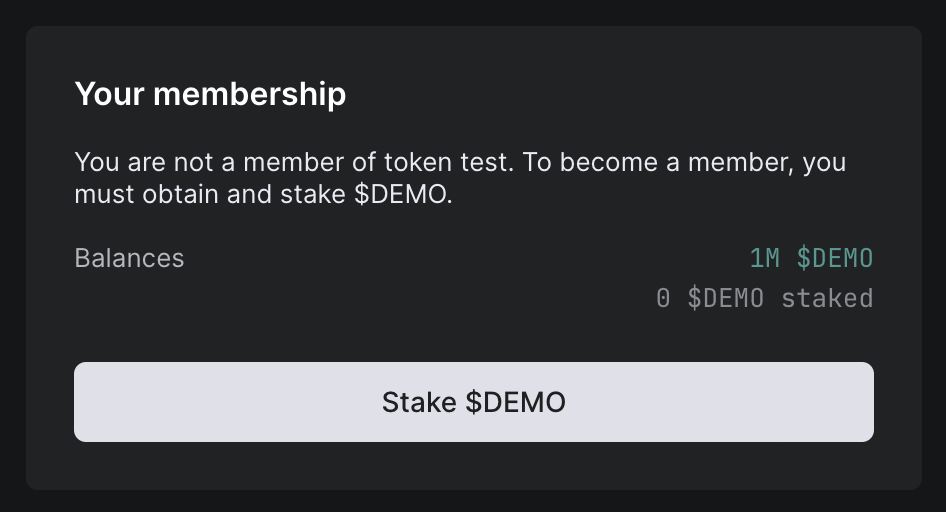 Your membership
You are not a member of token test. To become a member, you
must obtain and stake $DEMO.
Balances 1M $DEMO
0 $DEMO staked
Stake $DEMO